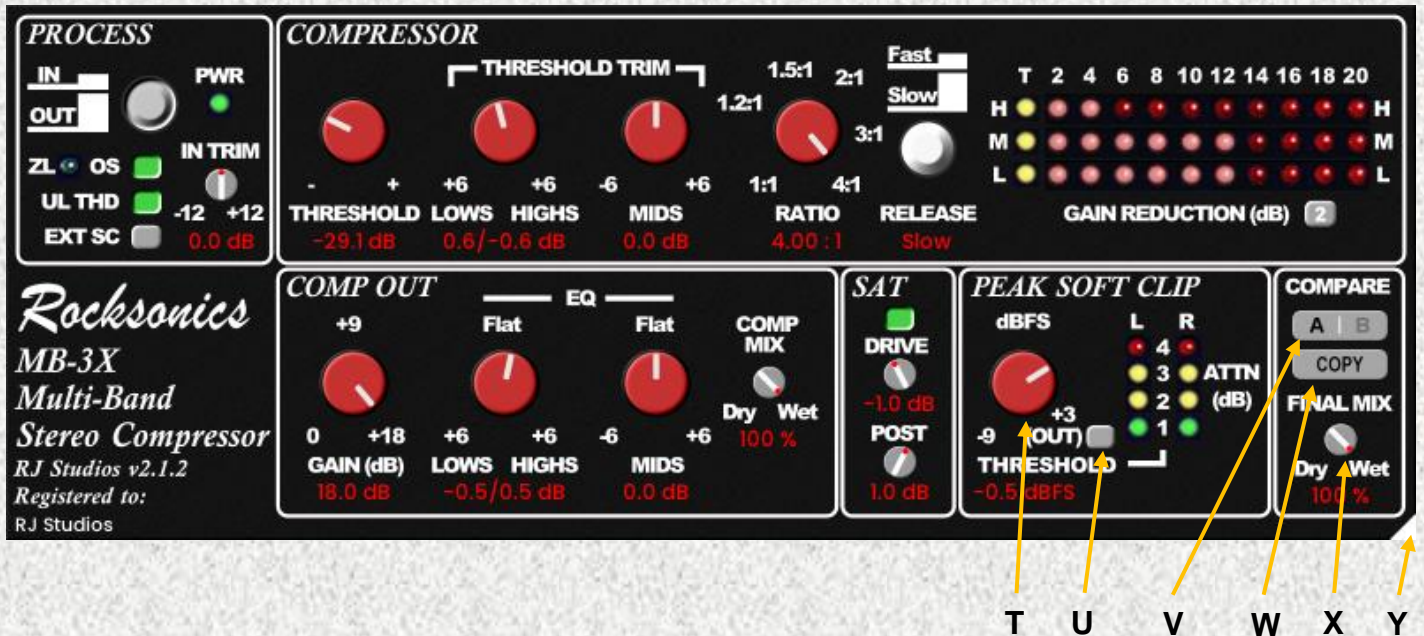 PROCESS
IN
OUT
PWR
ZL OS
UL THD
EXT SC
IN TRIM
-12 +12
0.0 dB
COMPRESSOR
THRESHOLD TRIM
- +
THRESHOLD
-29.1 dB
+6 +6
LOWS HIGHS
0.6/-0.6 dB
-6 +6
MIDS
0.0 dB
1.5:1 2:1
1.2:1 3:1
1:1 4:1
RATIO
4.00 : 1
Fast
Slow
RELEASE
Slow
T 2 4 6 8 10 12 14 16 18 20
H H
M M
L L
GAIN REDUCTION (dB) 2
Rocksonics
MB-3X
Multi-Band
Stereo Compressor
RJ Studios v2.1.2
Registered to:
RJ Studios
COMP OUT
+9
0 +18
GAIN (dB)
18.0 dB
EQ
Flat Flat
+6 +6
LOWS HIGHS
-0.5/0.5 dB
-6 +6
MIDS
0.0 dB
COMP
MIX
Dry Wet
100 %
SAT
DRIVE
-1.0 dB
POST
1.0 dB
PEAK SOFT CLIP
dBFS
+3
-9 (OUT)
THRESHOLD
-0.5 dBFS
L R
4
3 ATTN
2 (dB)
1
COMPARE
A | B
COPY
FINAL MIX
Dry Wet
100 %
T U V W X Y